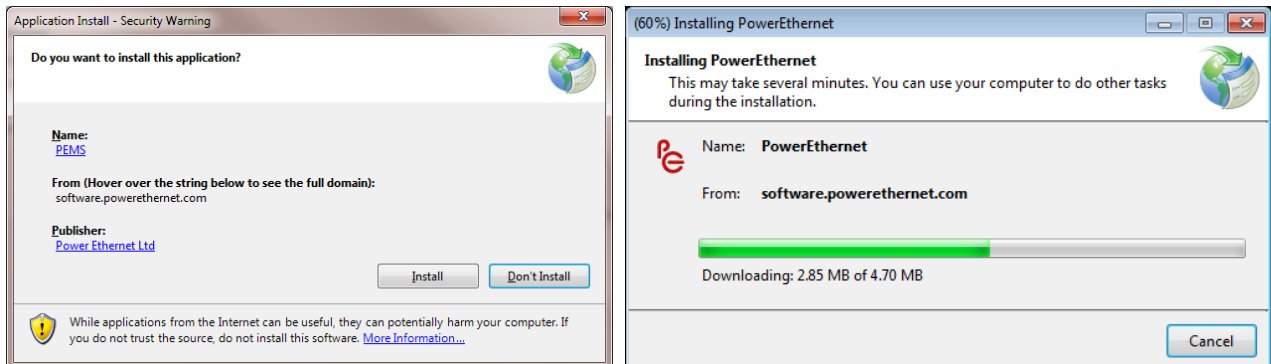 Application Install - Security Warning
Do you want to install this application?
Name:
PEMS
From (Hover over the string below to see the full domain):
software.powerethernet.com
Publisher:
Power Ethernet Ltd
Install
Don't Install
While applications from the Internet can be useful, they can potentially harm your computer. If
you do not trust the source, do not install this software. More Information...
(60%) Installing PowerEthernet
Installing PowerEthernet
This may take several minutes. You can use your computer to do other tasks
during the installation.
Name: PowerEthernet
From: software.powerethernet.com
Downloading: 2.85 MB of 4.70 MB
Cancel